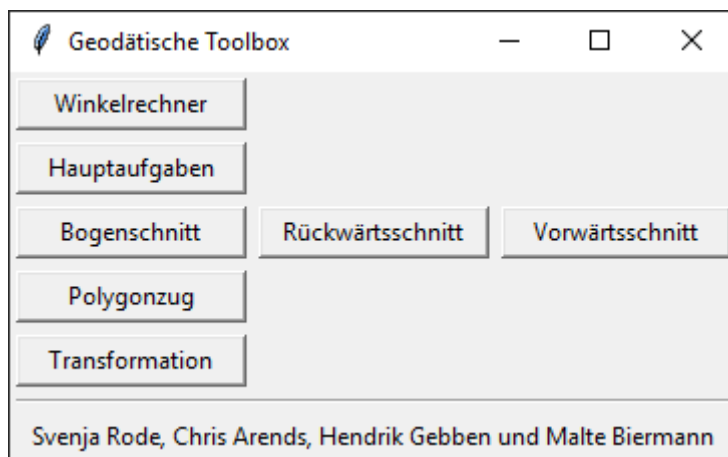 Geodätische Toolbox
Winkelrechner
Hauptaufgaben
Bogenschnitt Rückwärtsschnitt Vorwärtsschnitt
Polygonzug
Transformation
Svenja Rode, Chris Arends, Hendrik Gebben und Malte Biermann